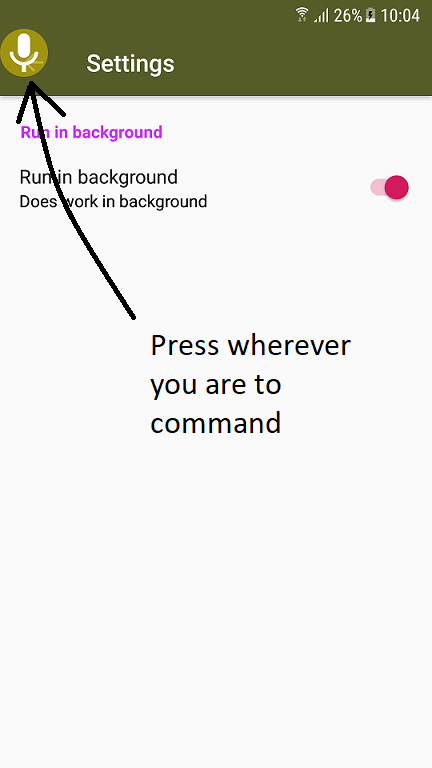 26% 10:04
Settings
Run in background
Run in background
Does work in background
Press wherever
you are to
command